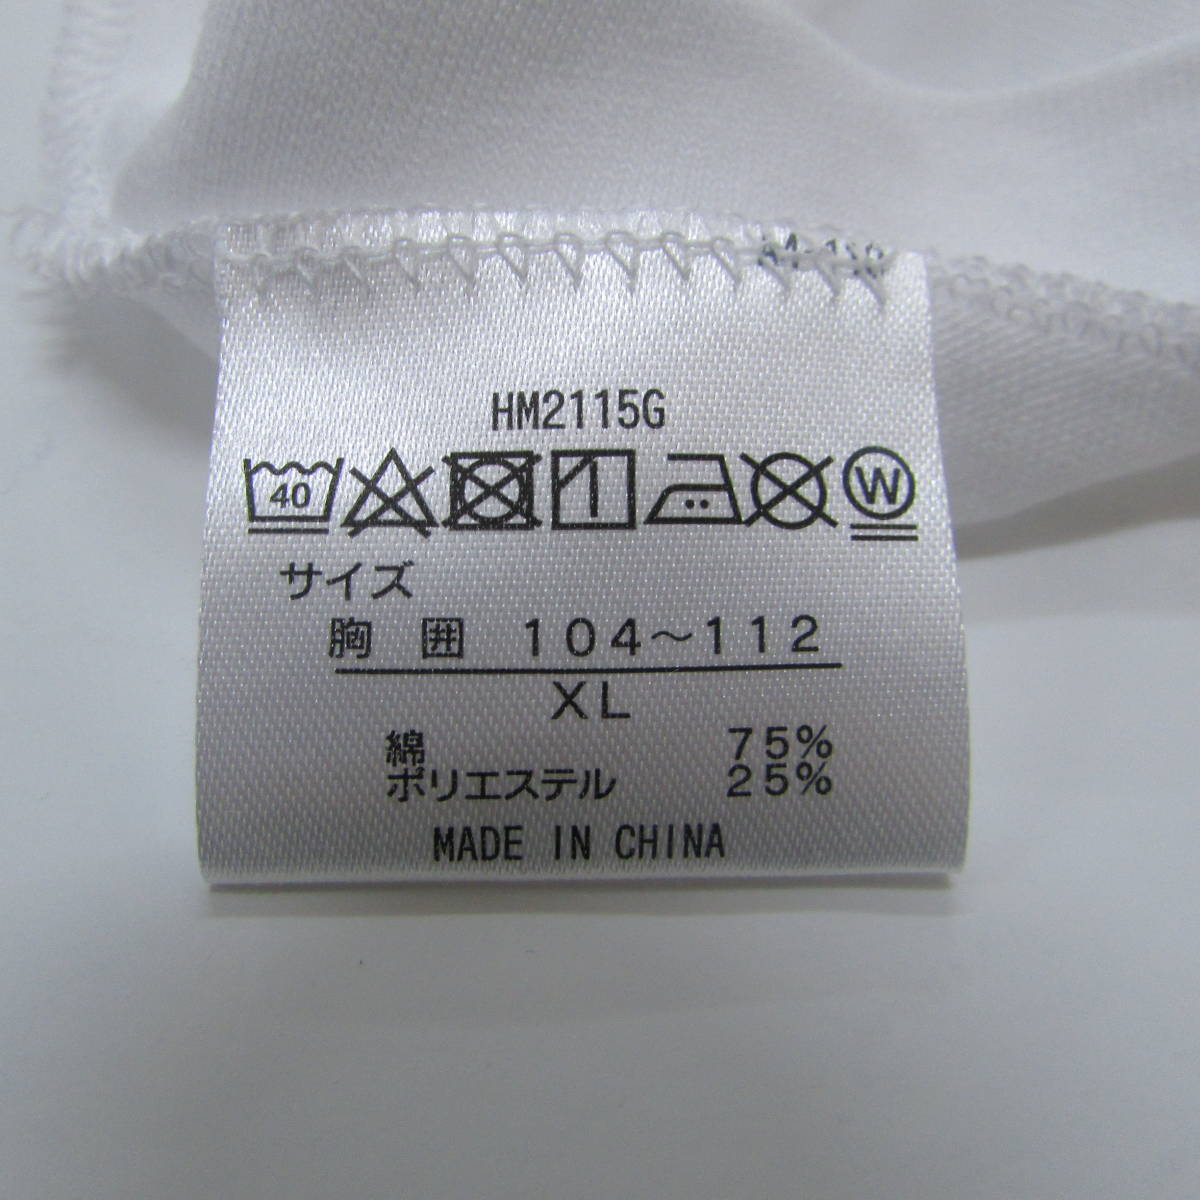 HM2115G
40 W
サイズ
胸 囲 104～112
XL
綿 75%
ポリエステル 25%
MADE IN CHINA